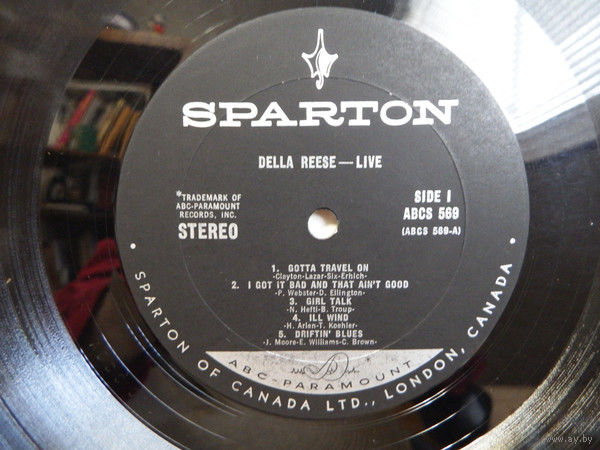 SPARTON
DELLA REESE—LIVE
*TRADEMARK OF
ABC-PARAMOUNT
RECORDS, INC.
STEREO
SIDE I
ABCS 569
(ABCS 569-A)
1. GOTTA TRAVEL ON
-Clayton-Lazar-Six-Erhich-
2. I GOT IT BAD AND THAT AIN'T GOOD
-P. Webster-D. Ellington-
3. GIRL TALK
-N. Hefti-B. Troup-
4. ILL WIND
-H. Arlen-T. Koehler-
5. DRIFTIN' BLUES
-J. Moore-E. Williams-C. Brown-
ABC-PARAMOUNT *
• SPARTON OF CANADA LTD., LONDON, CANADA •
www.ay.by